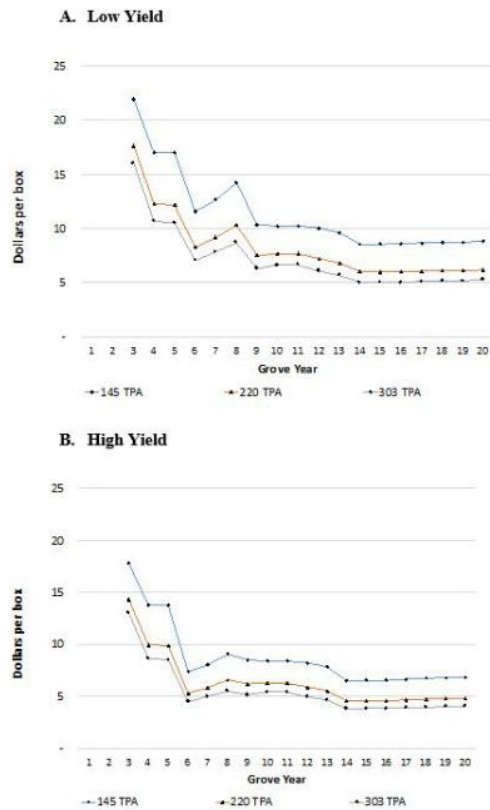 A. Low Yield
25
20
15
10
5
-
Dollars per box
1 2 3 4 5 6 7 8 9 10 11 12 13 14 15 16 17 18 19 20
Grove Year
145 TPA 220 TPA 303 TPA
B. High Yield
25
20
15
10
5
-
Dollars per box
1 2 3 4 5 6 7 8 9 10 11 12 13 14 15 16 17 18 19 20
Grove Year
145 TPA 220 TPA 303 TPA